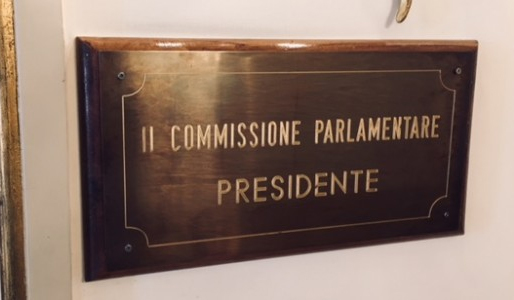 II COMMISSIONE PARLAMENTARE
PRESIDENTE